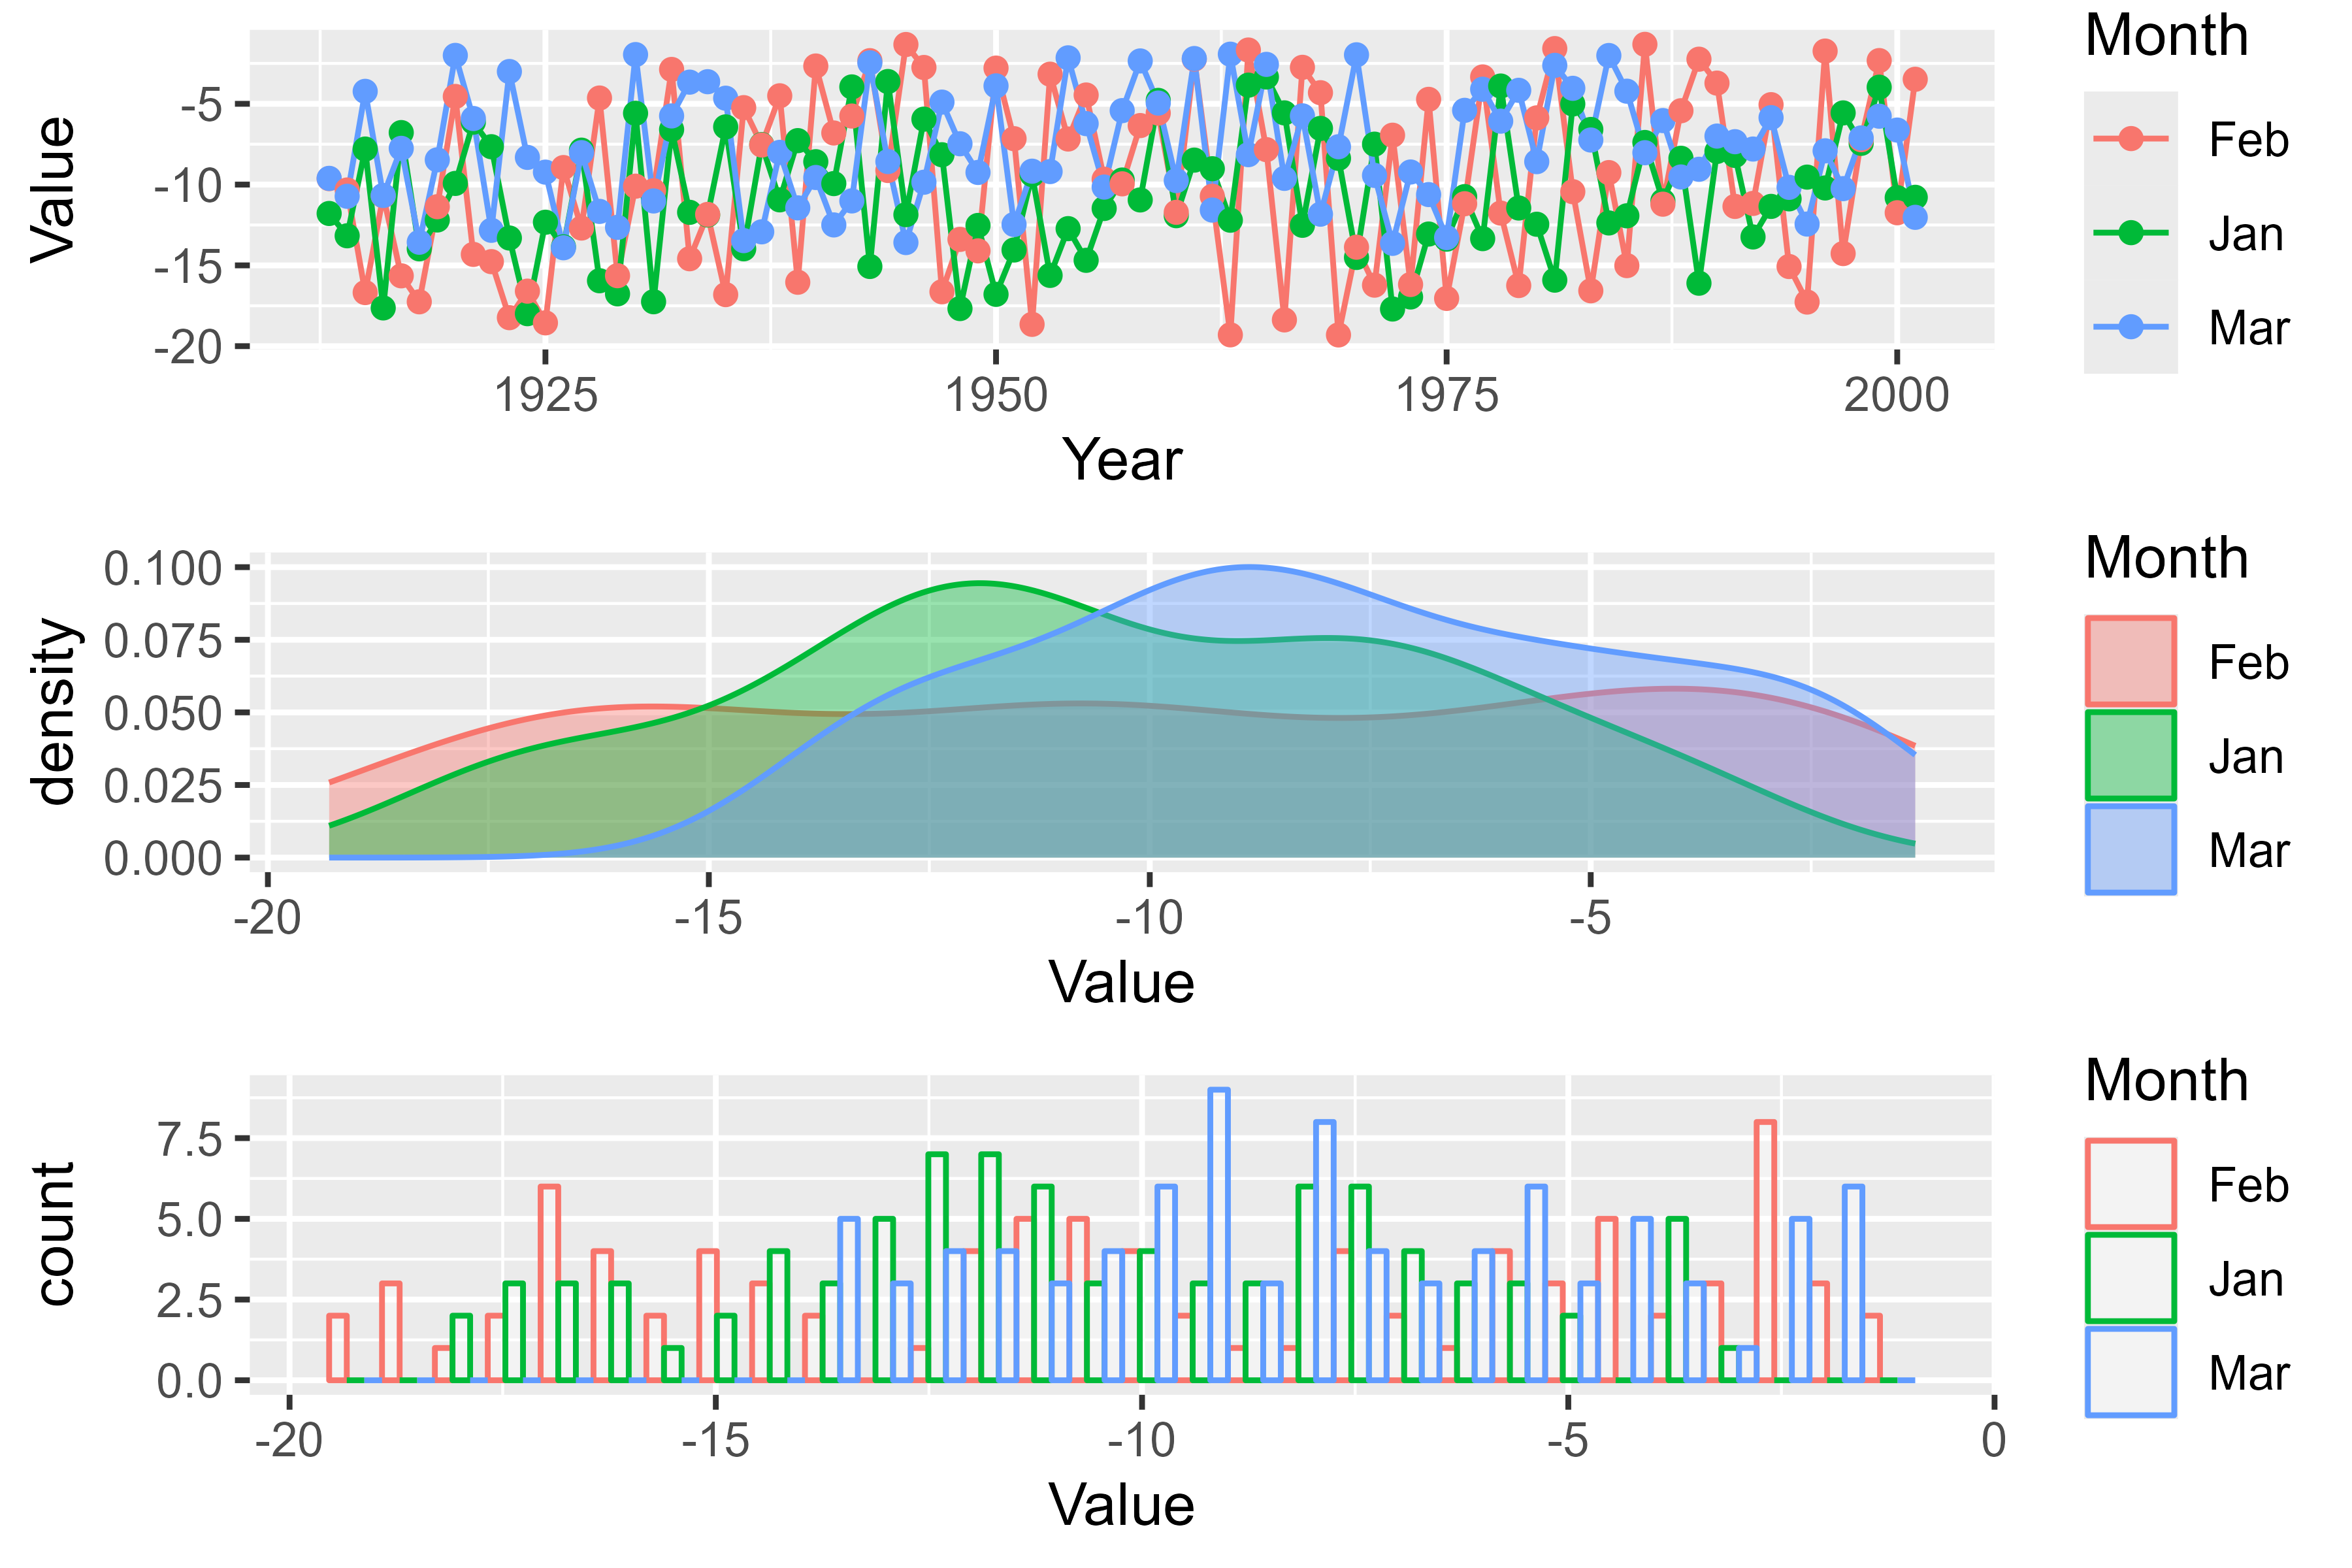 Value
-5
-10
-15
-20
1925 1950 1975 2000
Year
Month
Feb
Jan
Mar
density
0.100
0.075
0.050
0.025
0.000
-20 -15 -10 -5
Value
Month
Feb
Jan
Mar
count
7.5
5.0
2.5
0.0
-20 -15 -10 -5 0
Value
Month
Feb
Jan
Mar